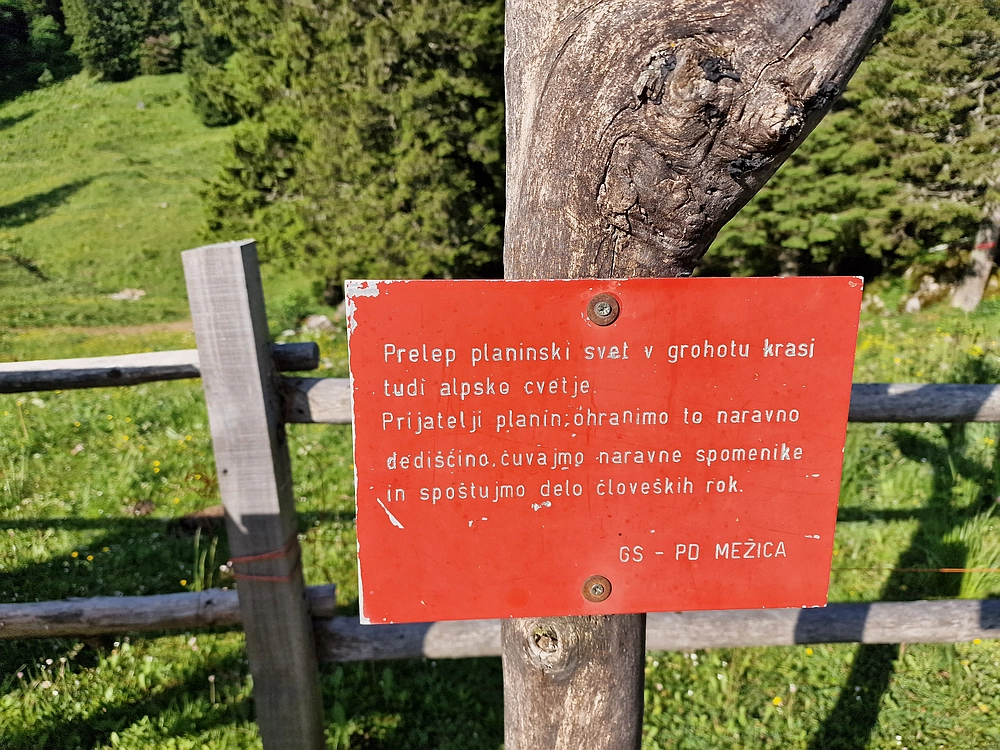 Prelep planinski svet v grohotu krasi
tudi alpsko cvetje.
Prijatelji planin, ohranimo to naravno
dediščino, čuvajmo naravne spomenike
in spoštujmo delo človeških rok.
GS - PD MEŽICA